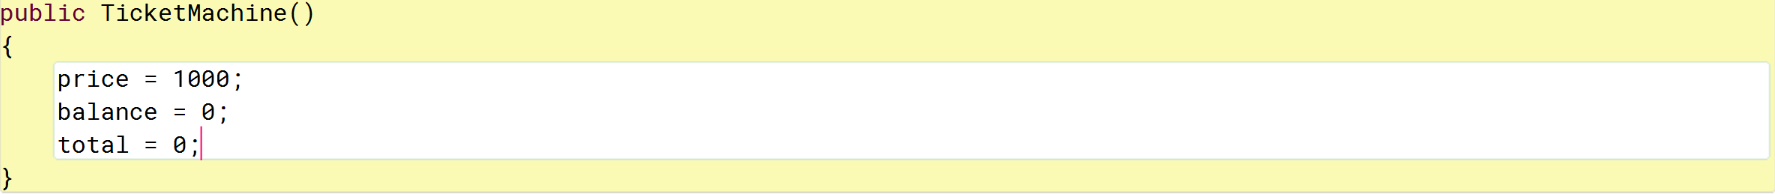 public TicketMachine()
{
    price = 1000;
    balance = 0;
    total = 0;
}